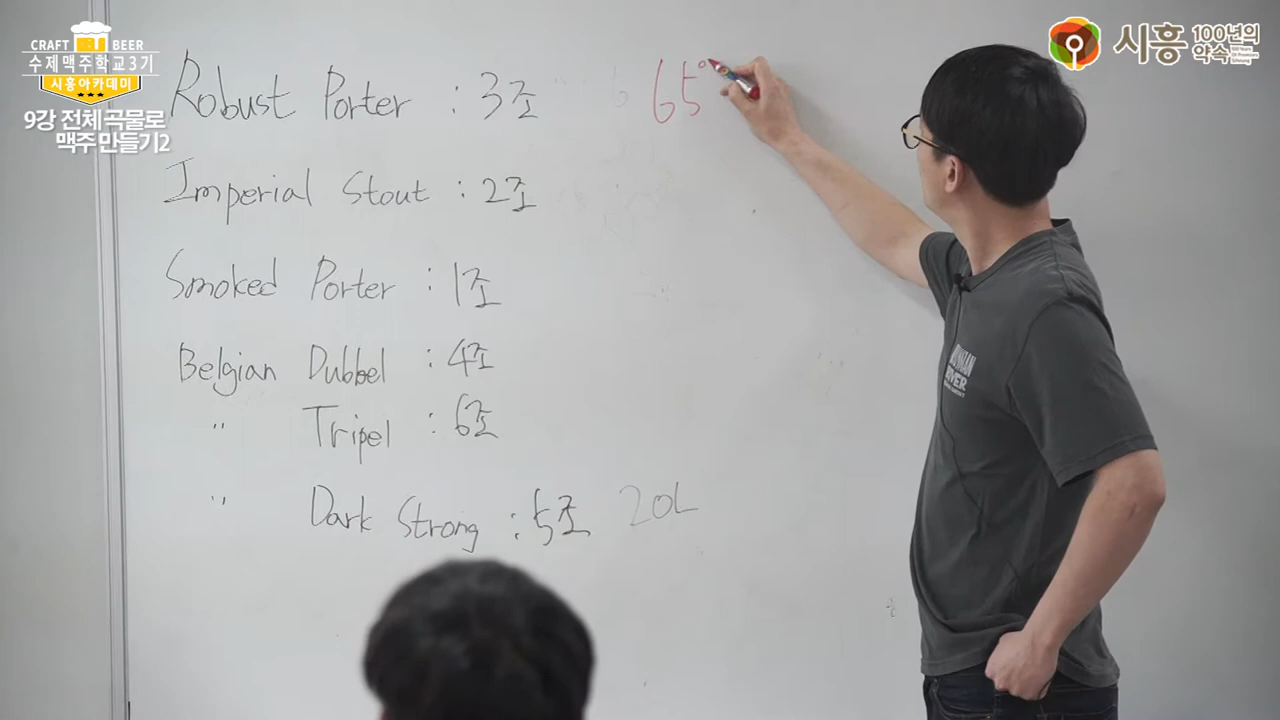 CRAFT BEER
수제맥주학교3기
시흥아카데미
9강 전체 곡물로
맥주 만들기2
시흥 100년의
약속
Robust Porter : 3조 65°
Imperial Stout : 2조
Smoked Porter : 1조
Belgian Dubbel : 4조
" Tripel : 6조
" Dark Strong : 5조 20L